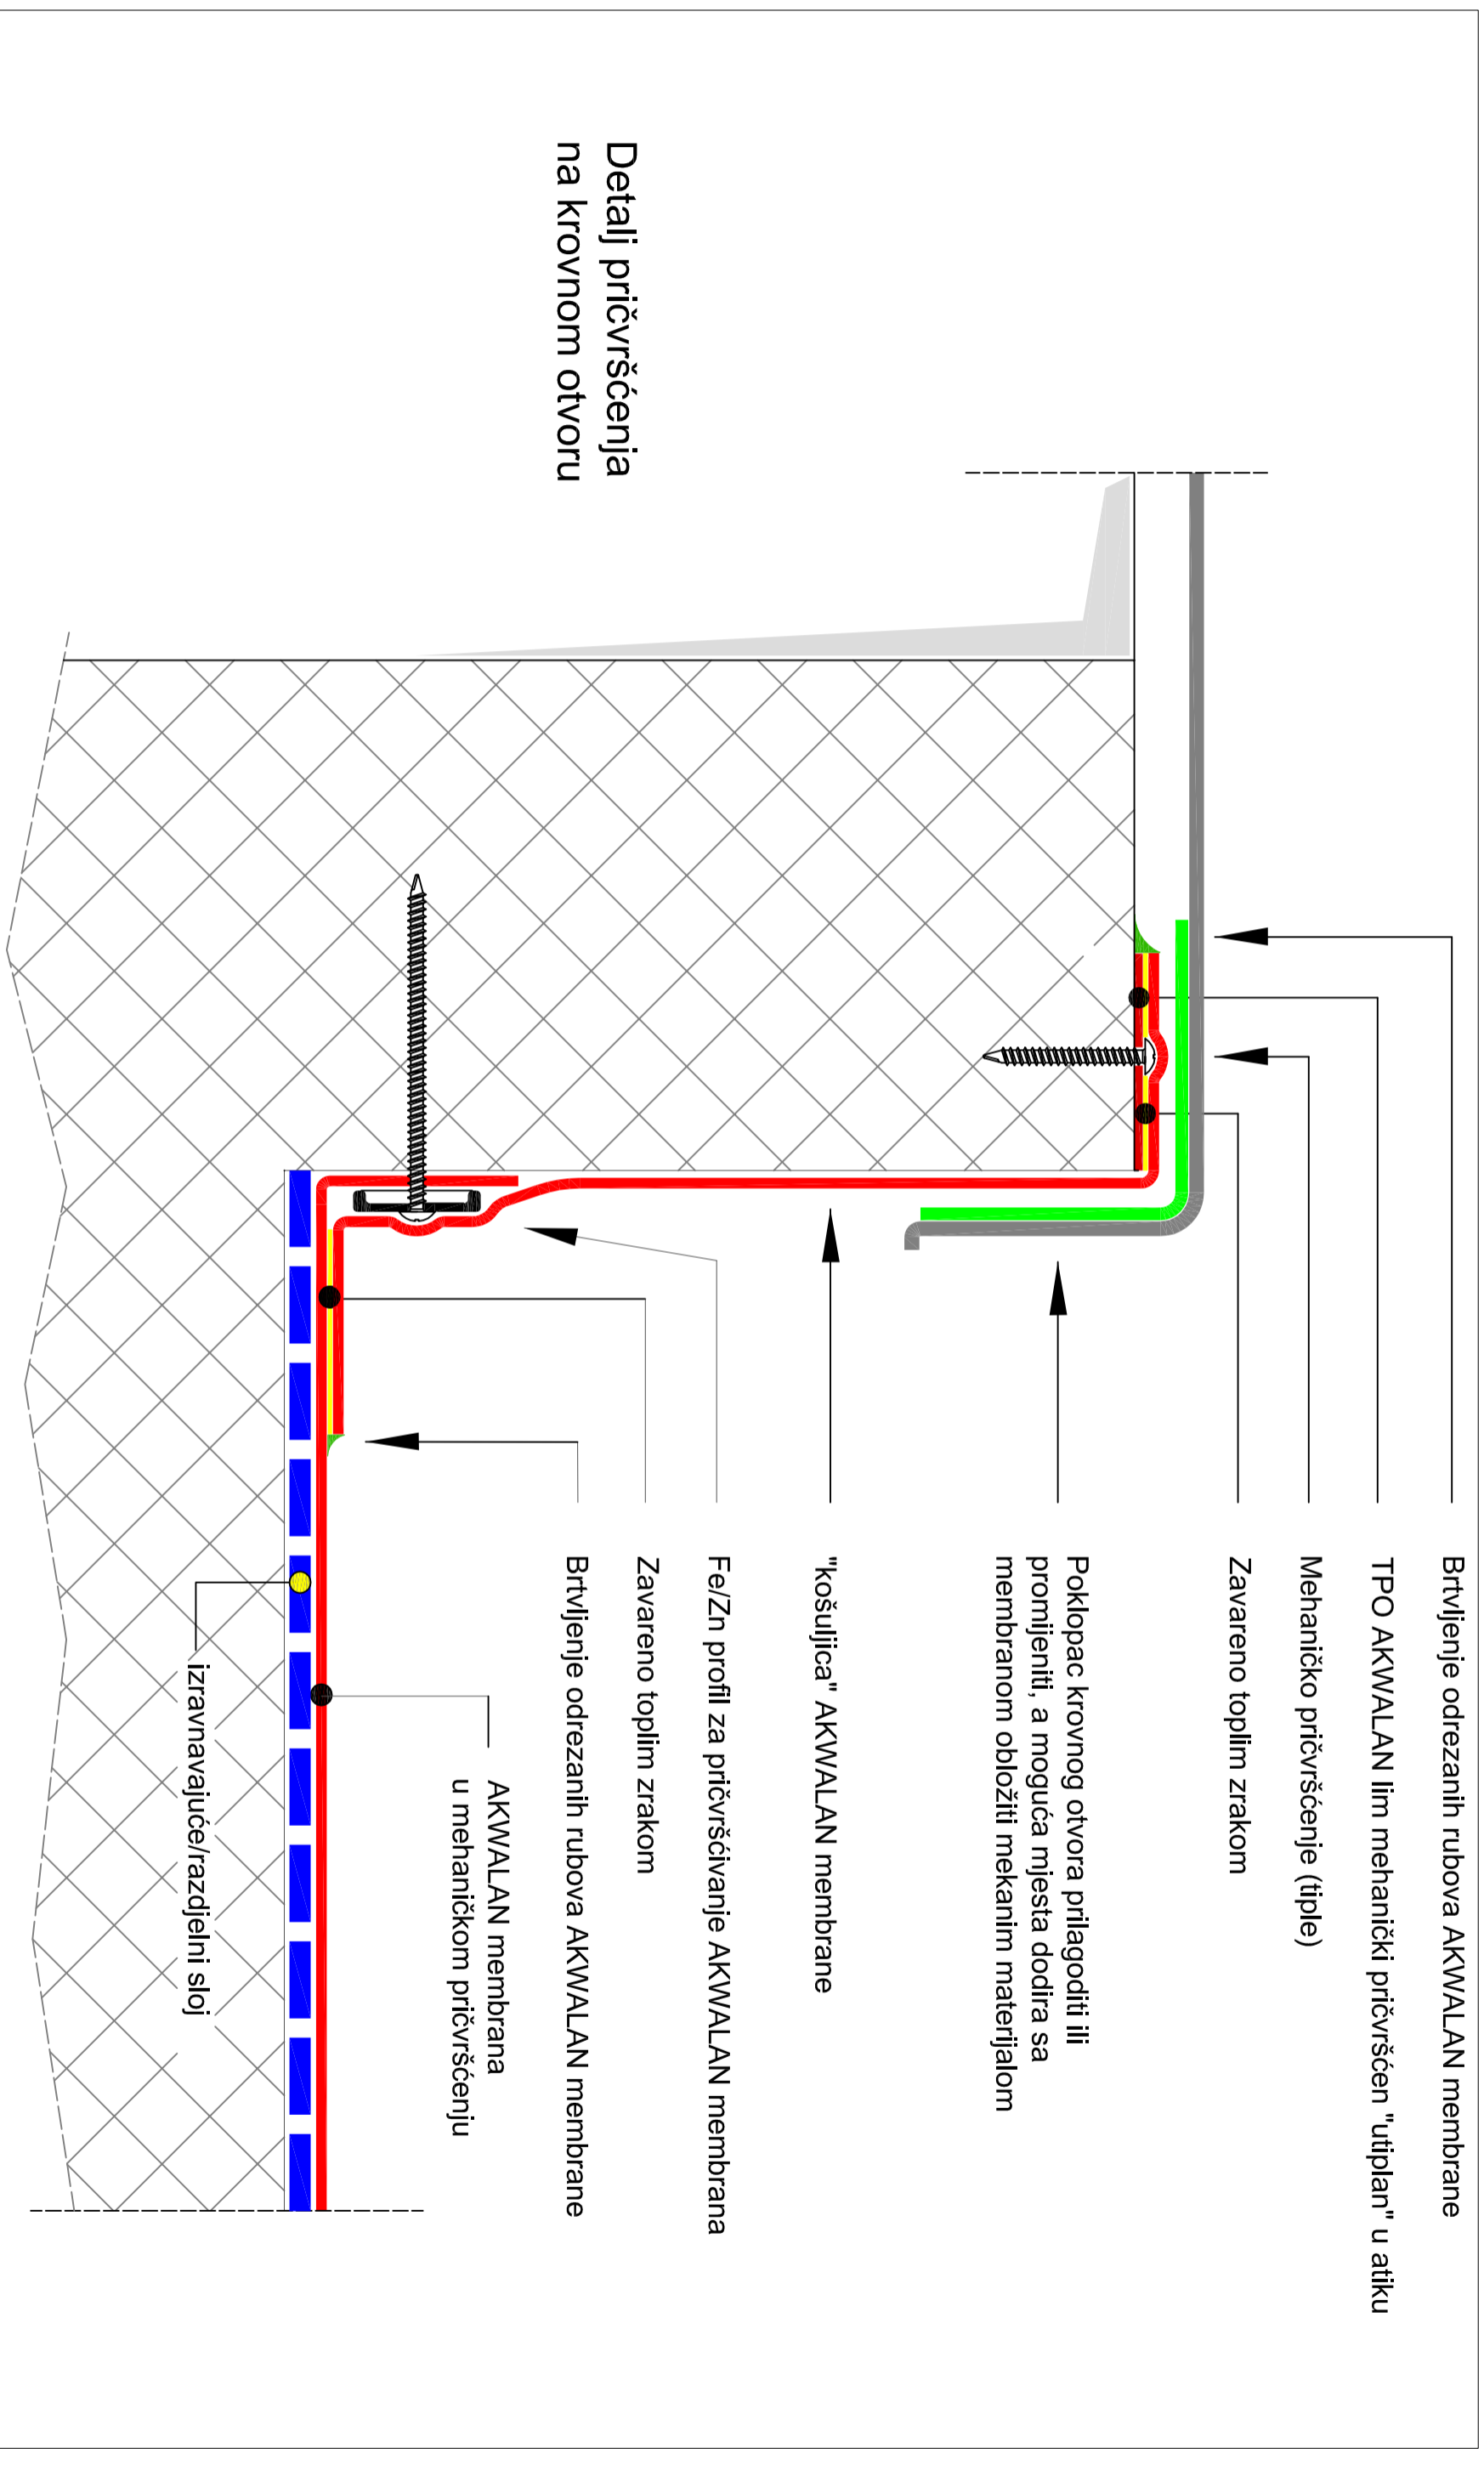 Brtvljenje odrezanih rubova AKWALAN membrane
TPO AKWALAN lim mehanički pričvršćen "utiplan" u atiku
Mehaničko pričvršćenje (tiple)
Zavareno toplim zrakom
Poklopac krovnog otvora prilagoditi ili
promijeniti, a moguća mjesta dodira sa
membranom obložiti mekanim materijalom
"košuljica" AKWALAN membrane
Fe/Zn profil za pričvršćivanje AKWALAN membrana
Zavareno toplim zrakom
Brtvljenje odrezanih rubova AKWALAN membrane
AKWALAN membrana
u mehaničkom pričvršćenju
izravnavajuće/razdjelni sloj
Detalj pričvršćenja
na krovnom otvoru